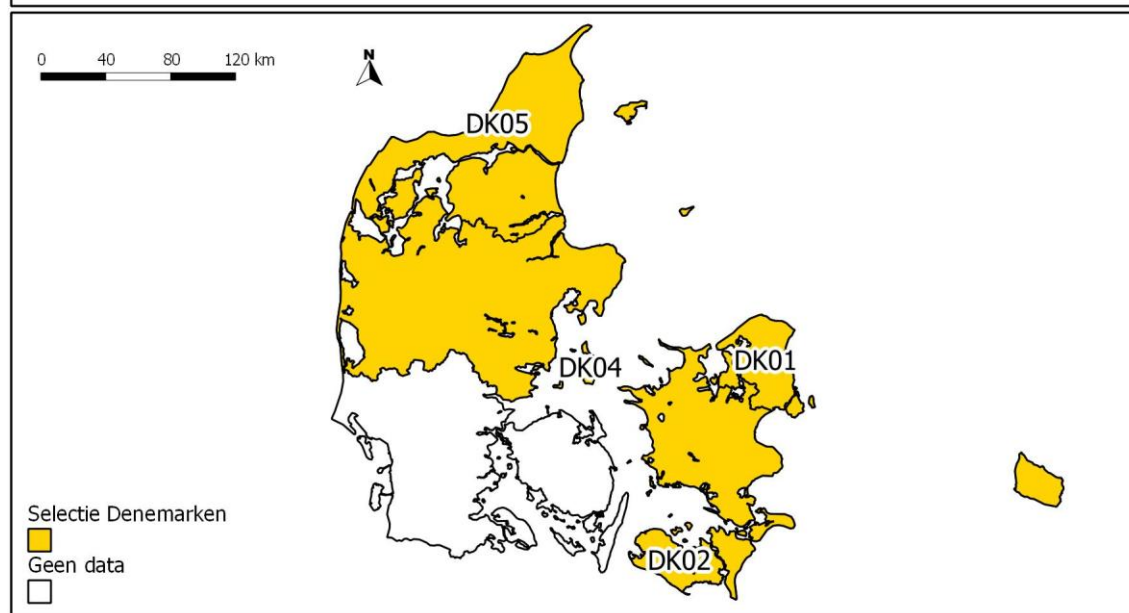 0 40 80 120 km
N
DK05
DK04
DK01
DK02
Selectie Denemarken
Geen data